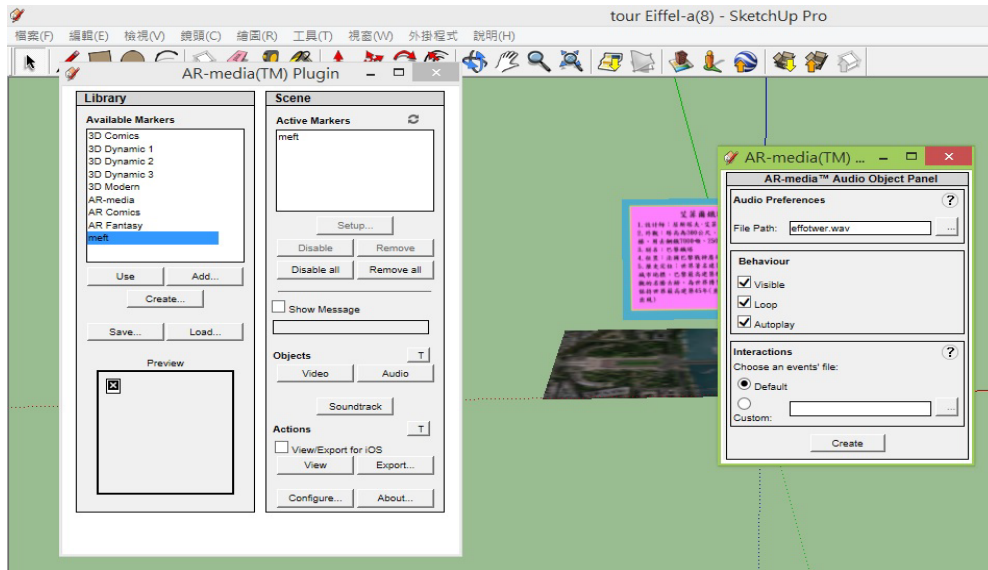 tour Eiffel-a(8) - SketchUp Pro
檔案(F) 編輯(E) 檢視(V) 鏡頭(C) 繪圖(R) 工具(T) 視窗(W) 外掛程式 說明(H)
AR-media(TM) Plugin
Library
Available Markers
3D Comics
3D Dynamic 1
3D Dynamic 2
3D Dynamic 3
3D Modern
AR-media
AR Comics
AR Fantasy
meft
Use Add...
Create...
Save... Load...
Preview
Scene
Active Markers
meft
Setup...
Disable Remove
Disable all Remove all
Show Message
Objects T
Video Audio
Soundtrack
Actions T
View/Export for iOS
View Export...
Configure... About...
AR-media(TM) ...
AR-media™ Audio Object Panel
Audio Preferences ?
File Path: effotwer.wav ...
Behaviour
Visible
Loop
Autoplay
Interactions ?
Choose an events' file:
Default
Custom: ...
Create